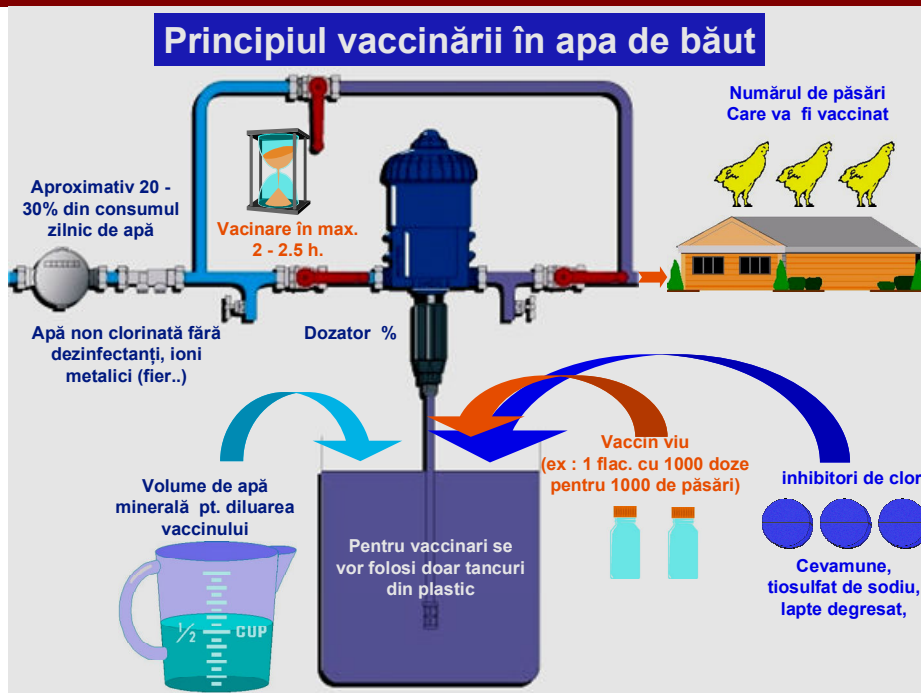 Principiul vaccinării în apa de băut
Numărul de păsări
Care va fi vaccinat
Aproximativ 20 -
30% din consumul
zilnic de apă
Vacinare în max.
2 - 2.5 h.
Apă non clorinată fără
dezinfectanți, ioni
metalici (fier..)
Dozator %
Vaccin viu
(ex : 1 flac. cu 1000 doze
pentru 1000 de păsări)
inhibitori de clor
Volume de apă
minerală pt. diluarea
vaccinului
Pentru vaccinari se
vor folosi doar tancuri
din plastic
Cevamune,
tiosulfat de sodiu,
lapte degresat,
1/2 CUP